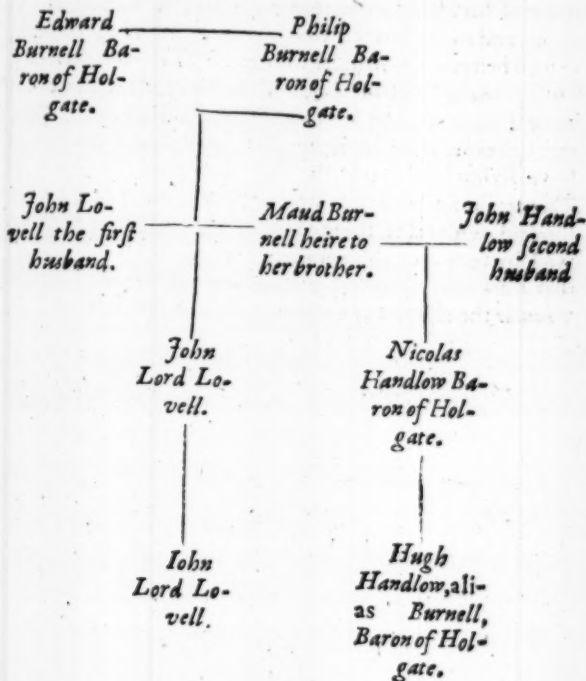 Edward
Burnell Ba-
ron of Hol-
gate.
Philip
Burnell Ba-
ron of Hol-
gate.
John Lo-
vell the first
husband.
Maud Bur-
nell heire to
her brother.
John Hand-
low second
husband
John
Lord Lo-
vell.
Nicolas
Handlow Ba-
ron of Hol-
gate.
Iohn
Lord Lo-
vell.
Hugh
Handlow, ali-
as Burnell,
Baron of Hol-
gate.